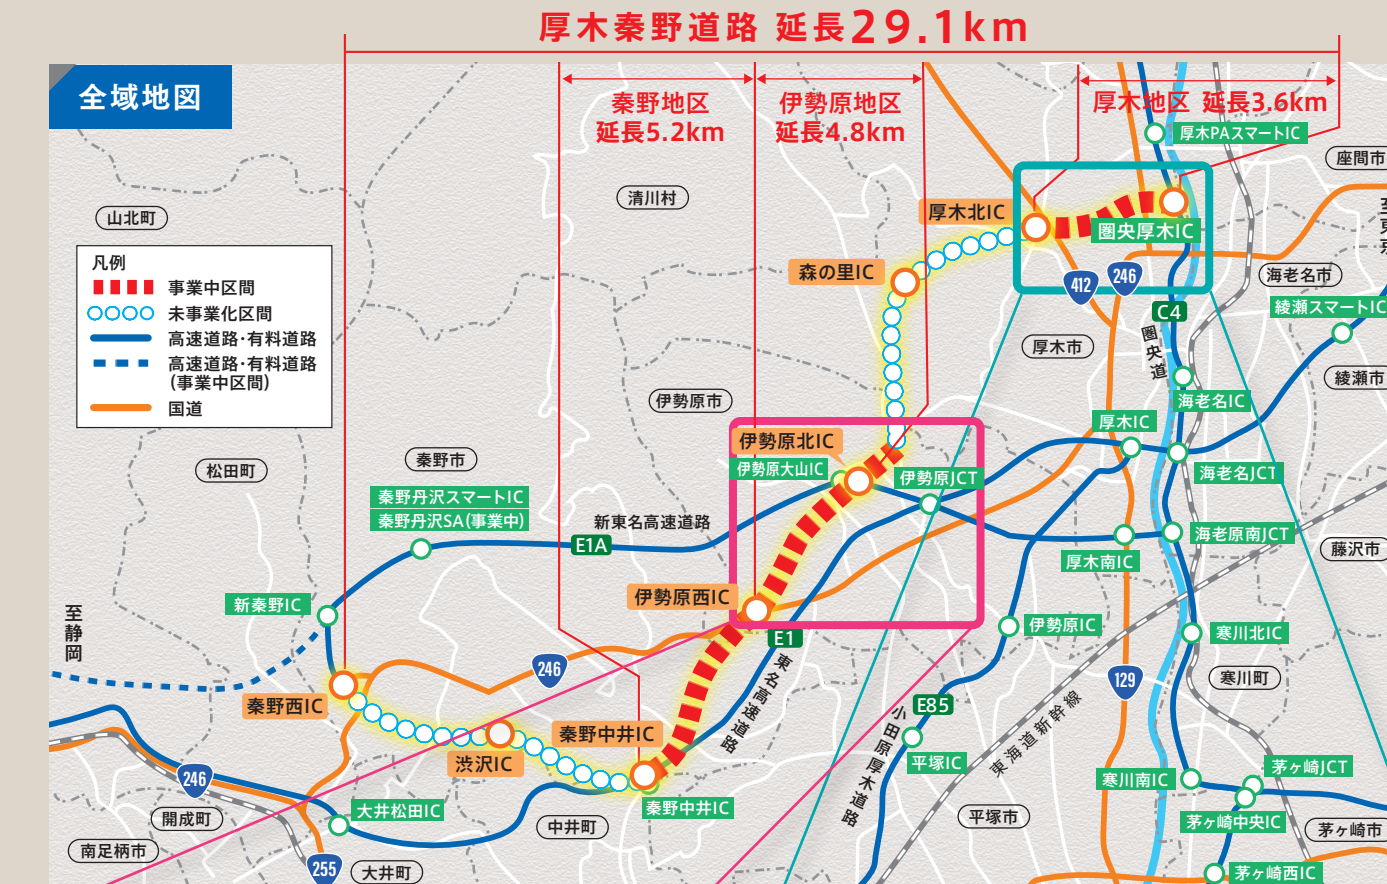 厚木秦野道路 延長29.1km
全域地図
秦野地区
延長5.2km
伊勢原地区
延長4.8km
厚木地区 延長3.6km
厚木PAスマートIC
座間市
山北町
清川村
厚木北IC
圏央厚木IC
凡例
事業中区間
未事業化区間
高速道路・有料道路
高速道路・有料道路
(事業中区間)
国道
森の里IC
412
246
海老名市
綾瀬スマートIC
C4
圏央道
厚木市
綾瀬市
伊勢原市
海老名IC
厚木IC
伊勢原北IC
伊勢原大山IC
伊勢原JCT
海老名JCT
松田町
秦野市
秦野丹沢スマートIC
秦野丹沢SA(事業中)
新東名高速道路
E1A
海老原南JCT
藤沢市
厚木南IC
至静岡
新秦野IC
伊勢原西IC
E1
伊勢原IC
寒川北IC
246
東名高速道路
129
寒川町
秦野西IC
秦野中井IC
E85
小田原厚木道路
東海道新幹線
渋沢IC
平塚IC
246
寒川南IC
茅ヶ崎JCT
大井松田IC
秦野中井IC
開成町
中井町
平塚市
茅ヶ崎中央IC
茅ヶ崎市
南足柄市
255
大井町
茅ヶ崎西IC